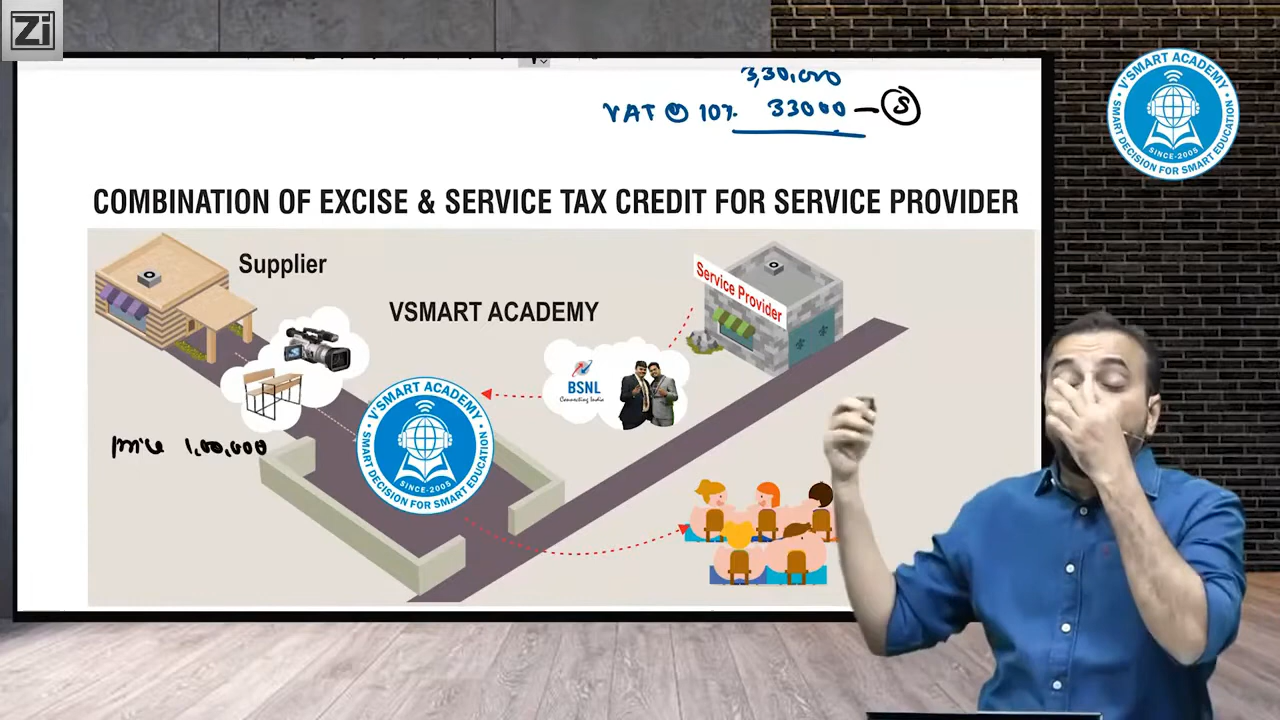 Zi
3,30,000
VAT @ 10%. 33000 — S
V'SMART ACADEMY
SMART DECISION FOR SMART EDUCATION
SINCE-2005
COMBINATION OF EXCISE & SERVICE TAX CREDIT FOR SERVICE PROVIDER
Supplier
Service Provider
VSMART ACADEMY
BSNL
Connecting India
V'SMART ACADEMY
SMART DECISION FOR SMART EDUCATION
SINCE-2005
price 1,00,000